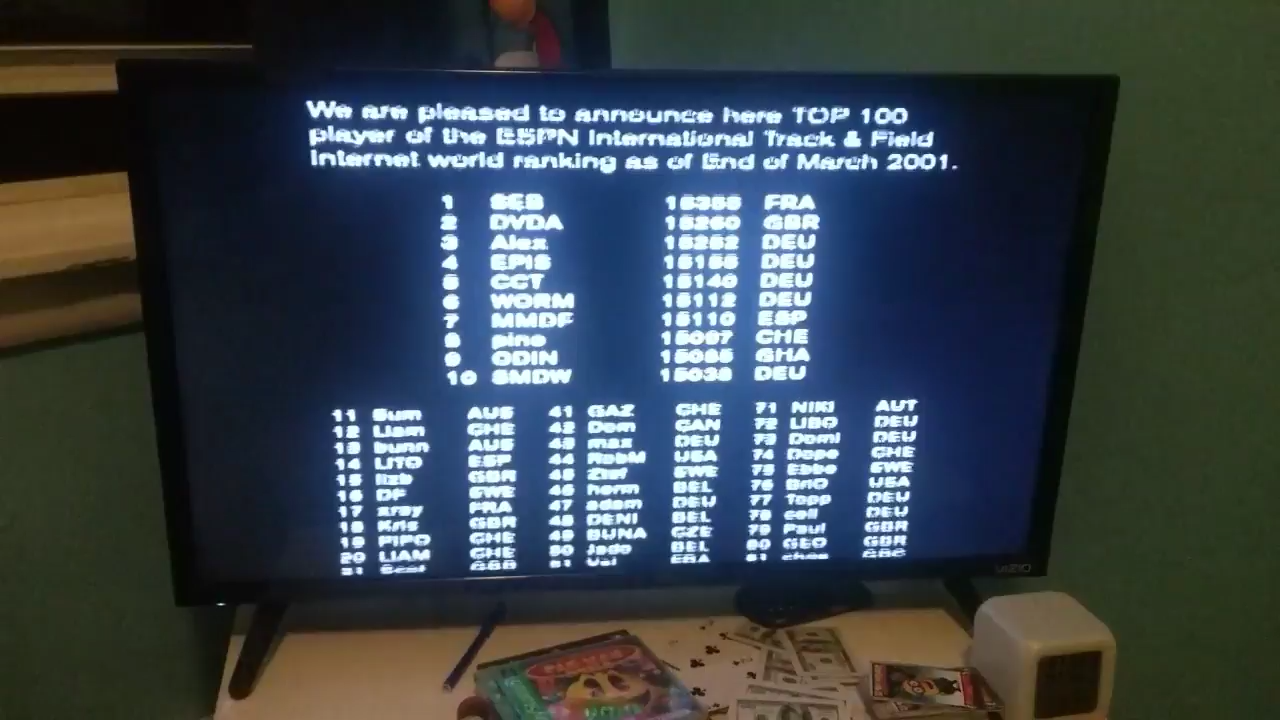 We are pleased to announce here TOP 100
player of the ESPN International Track & Field
Internet world ranking as of End of March 2001.
1 SEB 15355 FRA
2 DVDA 15260 GBR
3 Alex 15252 DEU
4 EPIS 15155 DEU
5 CCT 15140 DEU
6 WORM 15112 DEU
7 MMDF 15110 ESP
8 pino 15097 CHE
9 ODIN 15085 GHA
10 SMDW 15038 DEU
11 Sum AUS 41 GAZ CHE 71 NIKI AUT
12 Liam CHE 42 Dom CAN 72 LIBO DEU
13 bunn AUS 43 max DEU 73 Domi DEU
14 LITO ESP 44 RobM USA 74 Dope CHE
15 GBR 45 Stef SWE 75 Ebbe SWE
16 DF SWE 46 herm BEL 76 BriO USA
17 xray FRA 47 adam DEU 77 Topp DEU
18 Kris GBR 48 DENI BEL 78 cell DEU
19 PIPO CHE 49 BUNA CZE 79 Paul GBR
20 LIAM CHE 50 Jado BEL 80 GEO GBR
VIZIO